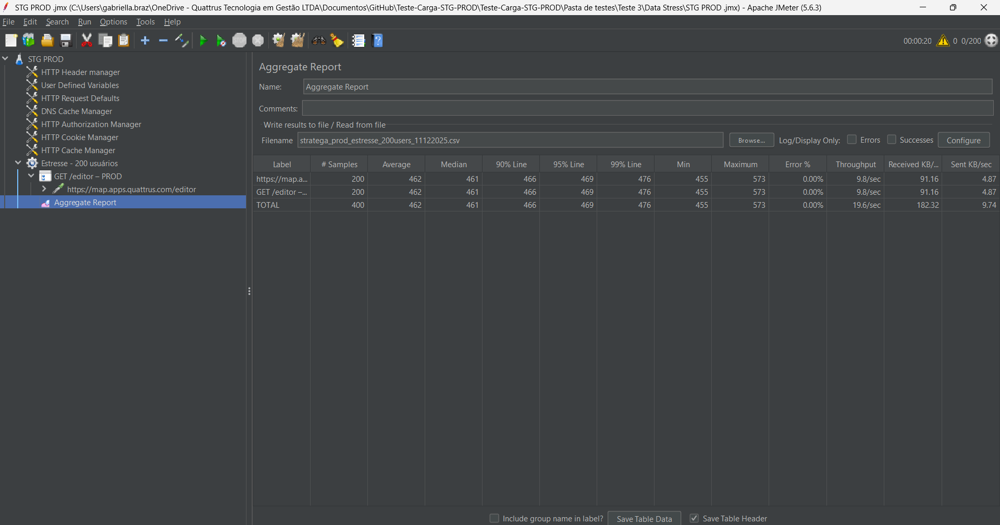 STG PROD .jmx (C:\Users\gabriella.braz\OneDrive - Quattrus Tecnologia em Gestão LTDA\Documentos\GitHub\Teste-Carga-STG-PROD\Teste-Carga-STG-PROD\Pasta de testes\Teste 3\Data Stress\STG PROD .jmx) - Apache JMeter (5.6.3)
File Edit Search Run Options Tools Help
STOP 00:00:20 0 0/200
STG PROD
HTTP Header manager
User Defined Variables
HTTP Request Defaults
DNS Cache Manager
HTTP Authorization Manager
HTTP Cookie Manager
HTTP Cache Manager
Estresse - 200 usuários
GET /editor – PROD
https://map.apps.quattrus.com/editor
Aggregate Report
Aggregate Report
Name: Aggregate Report
Comments:
Write results to file / Read from file
Filename stratega_prod_estresse_200users_11122025.csv Browse... Log/Display Only: Errors Successes Configure
Label # Samples Average Median 90% Line 95% Line 99% Line Min Maximum Error % Throughput Received KB/... Sent KB/sec
https://map.a... 200 462 461 466 469 476 455 573 0.00% 9.8/sec 91.16 4.87
GET /editor –... 200 462 461 466 469 476 455 573 0.00% 9.8/sec 91.16 4.87
TOTAL 400 462 461 466 469 476 455 573 0.00% 19.6/sec 182.32 9.74
Include group name in label? Save Table Data Save Table Header